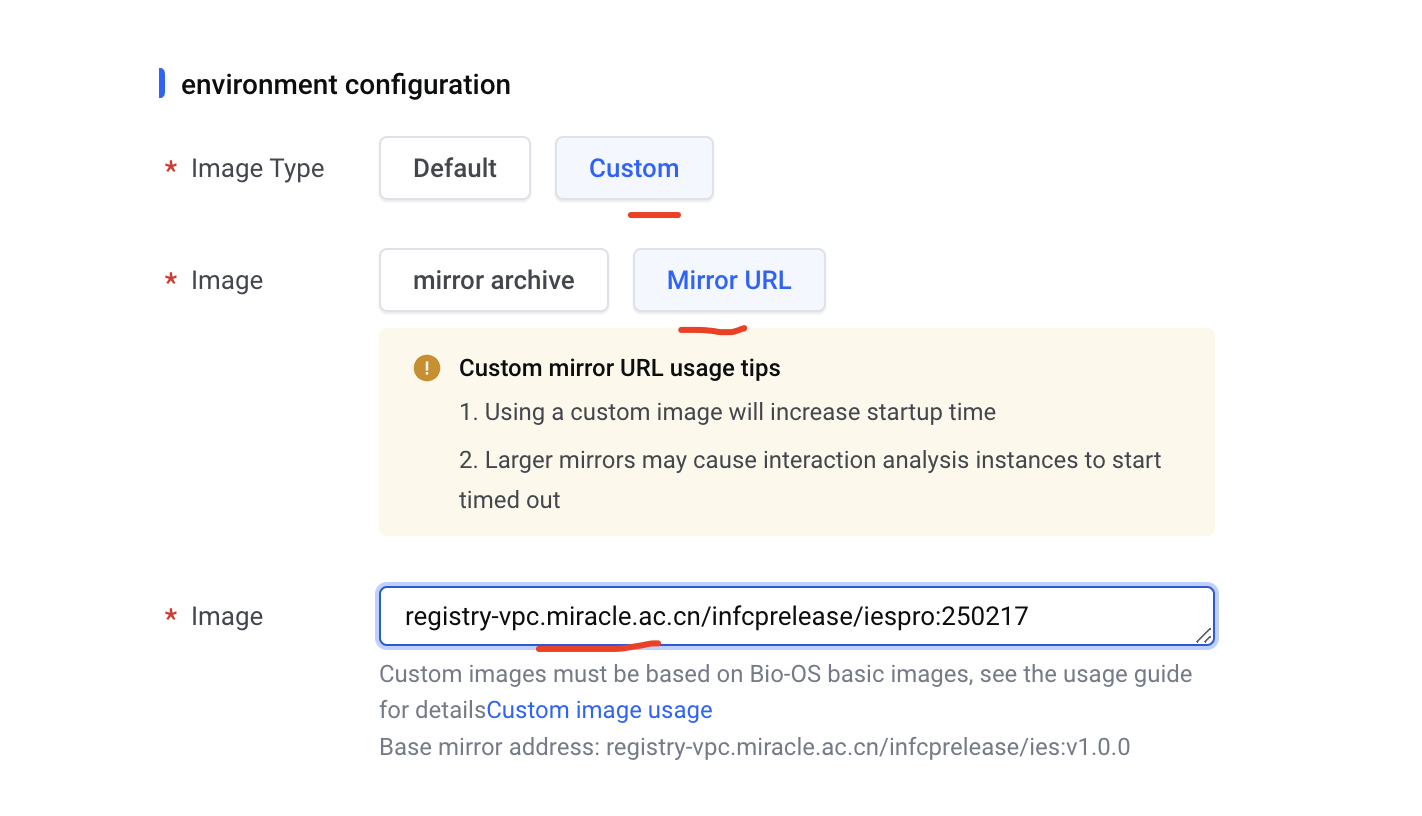 environment configuration
* Image Type Default Custom
* Image mirror archive Mirror URL
! Custom mirror URL usage tips
1. Using a custom image will increase startup time
2. Larger mirrors may cause interaction analysis instances to start
timed out
* Image registry-vpc.miracle.ac.cn/infcprelease/iespro:250217
Custom images must be based on Bio-OS basic images, see the usage guide
for detailsCustom image usage
Base mirror address: registry-vpc.miracle.ac.cn/infcprelease/ies:v1.0.0